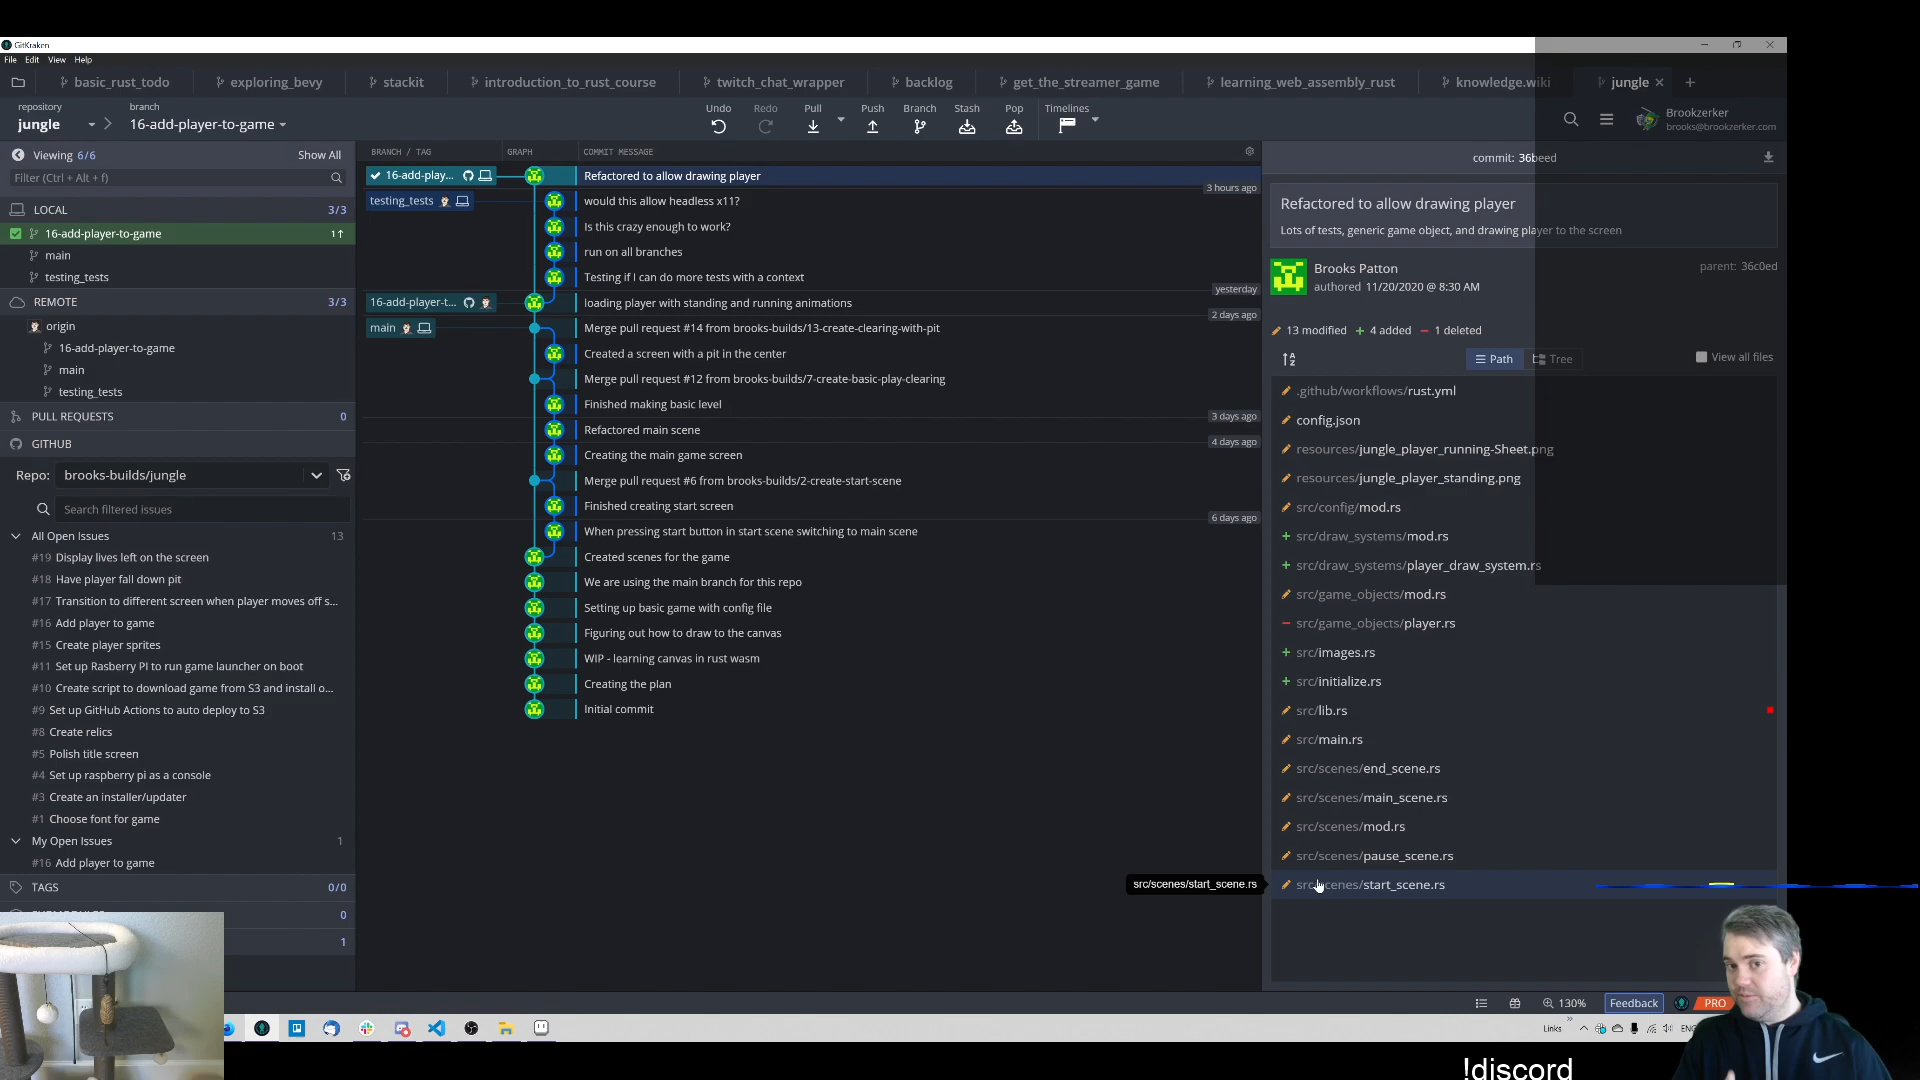 GitKraken
File Edit View Help
basic_rust_todo exploring_bevy stackit introduction_to_rust_course twitch_chat_wrapper backlog get_the_streamer_game learning_web_assembly_rust knowledge.wiki jungle
repository
jungle
branch
16-add-player-to-game
Undo Redo Pull Push Branch Stash Pop Timelines
Brookzerker
brooks@brookzerker.com
Viewing 6/6 Show All
Filter (Ctrl + Alt + f)
LOCAL 3/3
16-add-player-to-game 1↑
main
testing_tests
REMOTE 3/3
origin
16-add-player-to-game
main
testing_tests
PULL REQUESTS 0
GITHUB
Repo: brooks-builds/jungle
Search filtered issues
All Open Issues 13
#19 Display lives left on the screen
#18 Have player fall down pit
#17 Transition to different screen when player moves off s...
#16 Add player to game
#15 Create player sprites
#11 Set up Rasberry PI to run game launcher on boot
#10 Create script to download game from S3 and install o...
#9 Set up GitHub Actions to auto deploy to S3
#8 Create relics
#5 Polish title screen
#4 Set up raspberry pi as a console
#3 Create an installer/updater
#1 Choose font for game
My Open Issues 1
#16 Add player to game
TAGS 0/0
0
1
BRANCH / TAG GRAPH COMMIT MESSAGE
16-add-play... Refactored to allow drawing player
3 hours ago
testing_tests would this allow headless x11?
Is this crazy enough to work?
run on all branches
Testing if I can do more tests with a context
yesterday
16-add-player-t... loading player with standing and running animations
2 days ago
main Merge pull request #14 from brooks-builds/13-create-clearing-with-pit
Created a screen with a pit in the center
Merge pull request #12 from brooks-builds/7-create-basic-play-clearing
Finished making basic level
3 days ago
Refactored main scene
4 days ago
Creating the main game screen
Merge pull request #6 from brooks-builds/2-create-start-scene
Finished creating start screen
6 days ago
When pressing start button in start scene switching to main scene
Created scenes for the game
We are using the main branch for this repo
Setting up basic game with config file
Figuring out how to draw to the canvas
WIP - learning canvas in rust wasm
Creating the plan
Initial commit
commit: 36beed
Refactored to allow drawing player
Lots of tests, generic game object, and drawing player to the screen
Brooks Patton
authored 11/20/2020 @ 8:30 AM
parent: 36c0ed
13 modified + 4 added − 1 deleted
Path Tree View all files
.github/workflows/rust.yml
config.json
resources/jungle_player_running-Sheet.png
resources/jungle_player_standing.png
src/config/mod.rs
+ src/draw_systems/mod.rs
+ src/draw_systems/player_draw_system.rs
src/game_objects/mod.rs
− src/game_objects/player.rs
+ src/images.rs
+ src/initialize.rs
src/lib.rs
src/main.rs
src/scenes/end_scene.rs
src/scenes/main_scene.rs
src/scenes/mod.rs
src/scenes/pause_scene.rs
src/scenes/start_scene.rs
src/scenes/start_scene.rs
130% Feedback PRO
Links
!discord